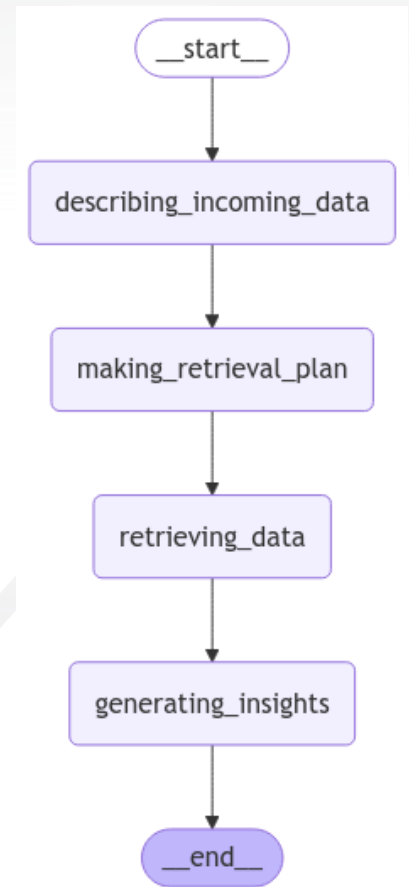 __start__
describing_incoming_data
making_retrieval_plan
retrieving_data
generating_insights
__end__